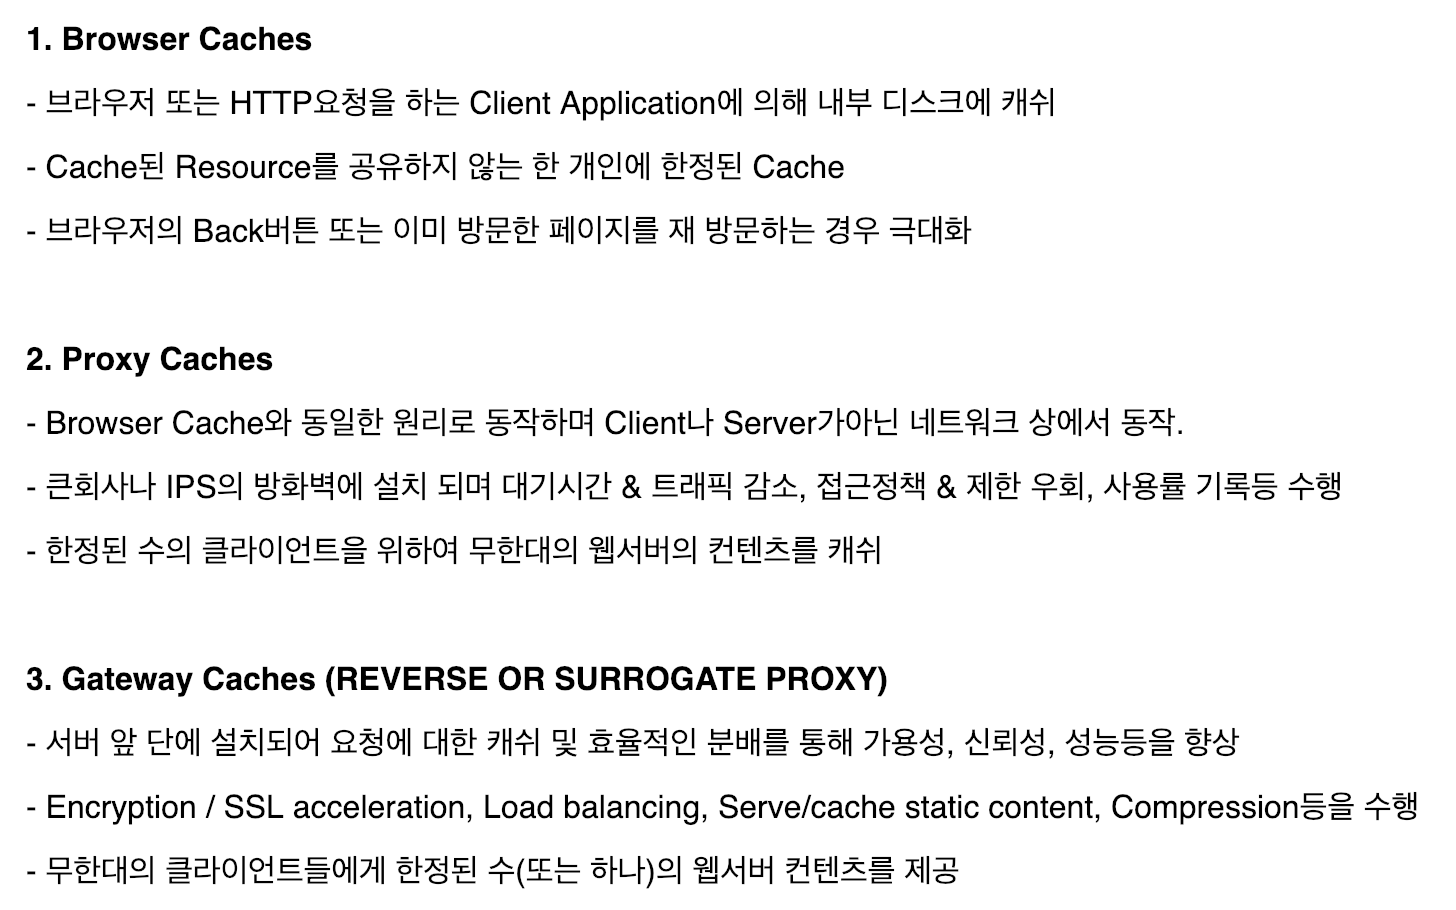 1. Browser Caches
- 브라우저 또는 HTTP요청을 하는 Client Application에 의해 내부 디스크에 캐쉬
- Cache된 Resource를 공유하지 않는 한 개인에 한정된 Cache
- 브라우저의 Back버튼 또는 이미 방문한 페이지를 재 방문하는 경우 극대화
2. Proxy Caches
- Browser Cache와 동일한 원리로 동작하며 Client나 Server가아닌 네트워크 상에서 동작.
- 큰회사나 IPS의 방화벽에 설치 되며 대기시간 & 트래픽 감소, 접근정책 & 제한 우회, 사용률 기록등 수행
- 한정된 수의 클라이언트을 위하여 무한대의 웹서버의 컨텐츠를 캐쉬
3. Gateway Caches (REVERSE OR SURROGATE PROXY)
- 서버 앞 단에 설치되어 요청에 대한 캐쉬 및 효율적인 분배를 통해 가용성, 신뢰성, 성능등을 향상
- Encryption / SSL acceleration, Load balancing, Serve/cache static content, Compression등을 수행
- 무한대의 클라이언트들에게 한정된 수(또는 하나)의 웹서버 컨텐츠를 제공